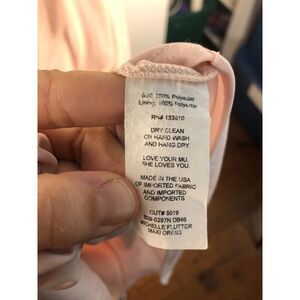 Self: 100% Polyester
Lining: 100% Polyester
RN# 133910
DRY CLEAN
OR HAND WASH
AND HANG DRY
LOVE YOUR MU.
SHE LOVES YOU.
MADE IN THE USA
OF IMPORTED FABRIC
AND IMPORTED
COMPONENTS
CUT# 5019
MICHELLE FLUTTER
MAXI DRESS